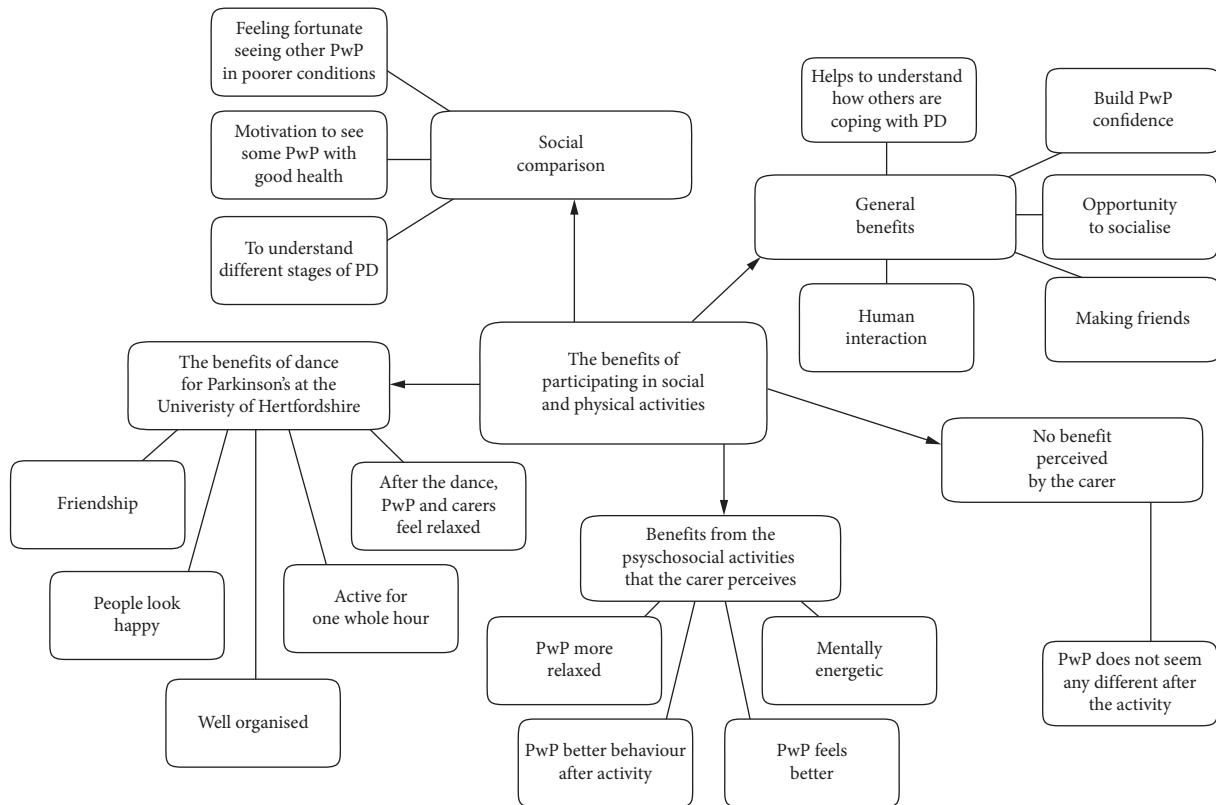 Feeling fortunate
seeing other PwP
in poorer conditions
Motivation to see
some PwP with
good health
To understand
different stages of PD
Social
comparison
Helps to understand
how others are
coping with PD
Build PwP
confidence
General
benefits
Opportunity
to socialise
Human
interaction
Making friends
The benefits of
participating in social
and physical activities
The benefits of dance
for Parkinson's at the
Univeristy of Hertfordshire
Friendship
People look
happy
Well organised
Active for
one whole hour
After the dance,
PwP and carers
feel relaxed
Benefits from the
psyschosocial activities
that the carer perceives
PwP more
relaxed
PwP better behaviour
after activity
PwP feels
better
Mentally
energetic
No benefit
perceived
by the carer
PwP does not seem
any different after
the activity